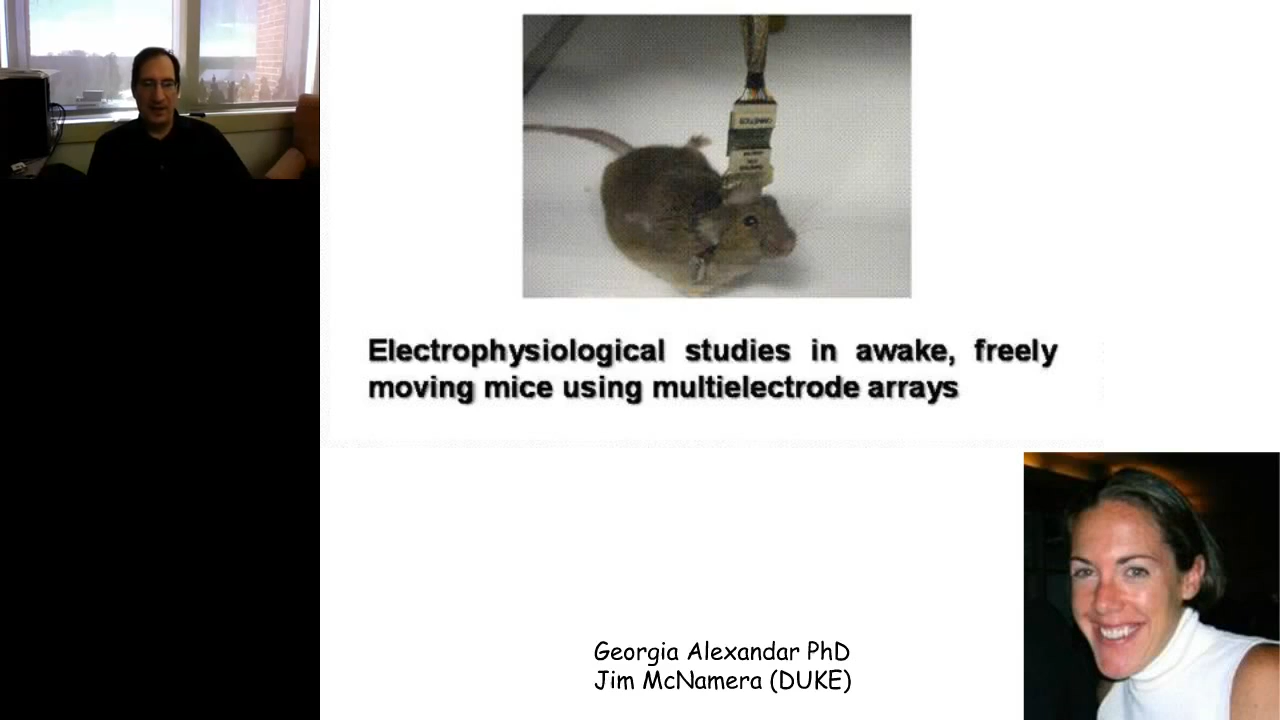 Electrophysiological studies in awake, freely
moving mice using multielectrode arrays
Georgia Alexandar PhD
Jim McNamera (DUKE)